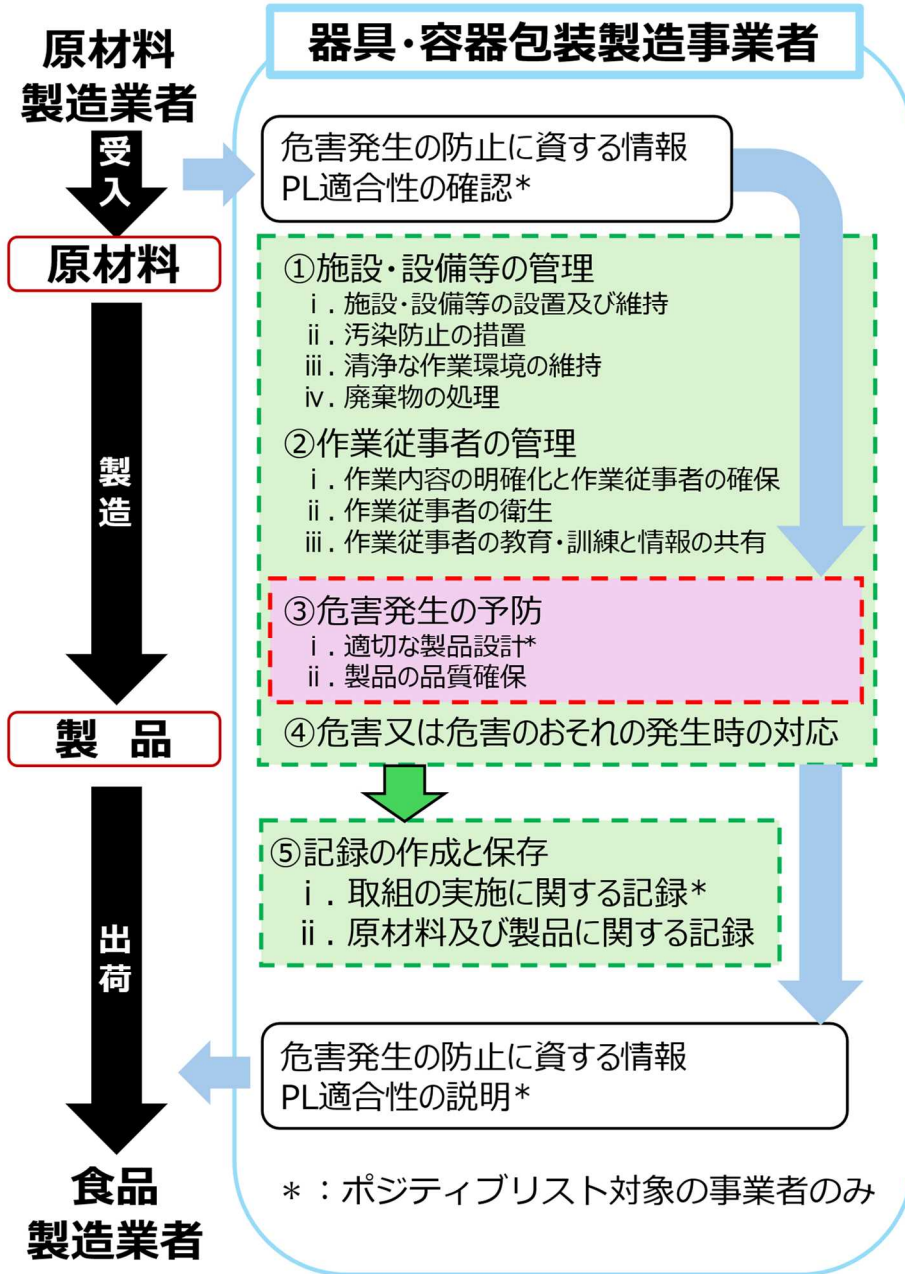 原材料
製造業者
受入
原材料
製造
製 品
出荷
食品
製造業者
器具・容器包装製造事業者
危害発生の防止に資する情報
PL適合性の確認*
①施設・設備等の管理
ⅰ. 施設・設備等の設置及び維持
ⅱ. 汚染防止の措置
ⅲ. 清浄な作業環境の維持
ⅳ. 廃棄物の処理
②作業従事者の管理
ⅰ. 作業内容の明確化と作業従事者の確保
ⅱ. 作業従事者の衛生
ⅲ. 作業従事者の教育・訓練と情報の共有
③危害発生の予防
ⅰ. 適切な製品設計*
ⅱ. 製品の品質確保
④危害又は危害のおそれの発生時の対応
⑤記録の作成と保存
ⅰ. 取組の実施に関する記録*
ⅱ. 原材料及び製品に関する記録
危害発生の防止に資する情報
PL適合性の説明*
*：ポジティブリスト対象の事業者のみ